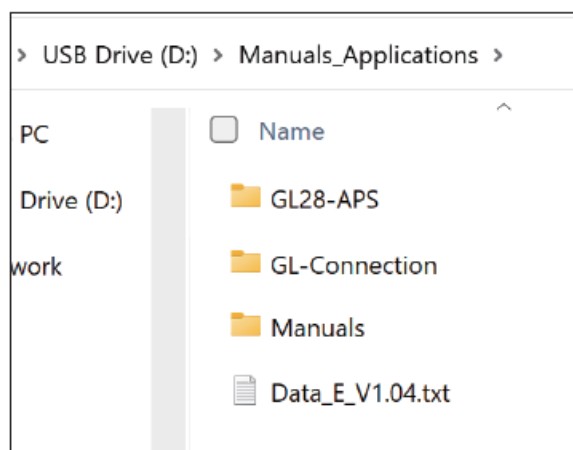 > USB Drive (D:) > Manuals_Applications >
PC
Name
Drive (D:)
GL28-APS
work
GL-Connection
Manuals
Data_E_V1.04.txt